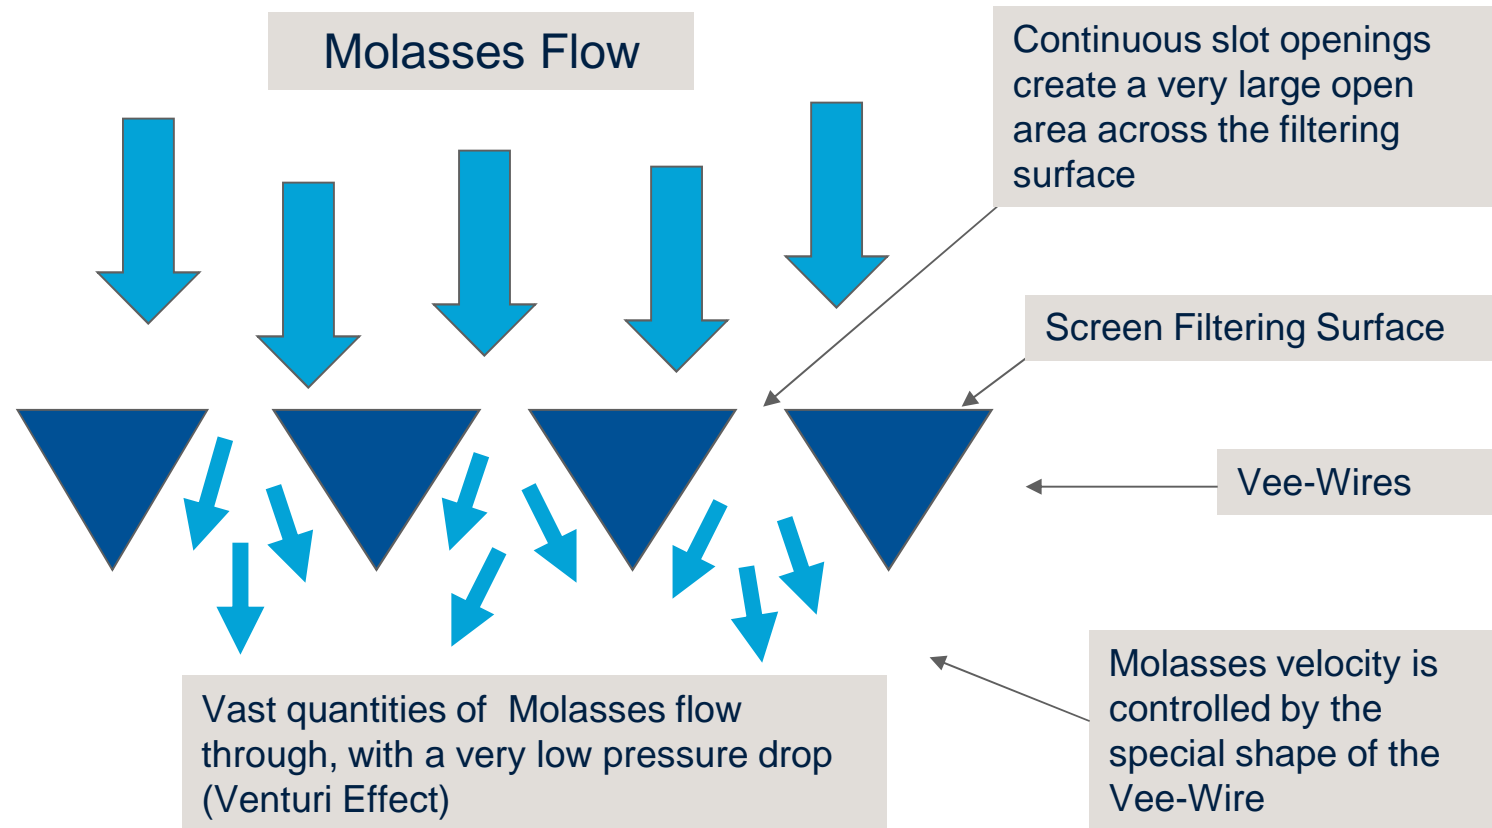 Molasses Flow
Continuous slot openings
create a very large open
area across the filtering
surface
Screen Filtering Surface
Vee-Wires
Vast quantities of  Molasses flow
through, with a very low pressure drop
(Venturi Effect)
Molasses velocity is
controlled by the
special shape of the
Vee-Wire